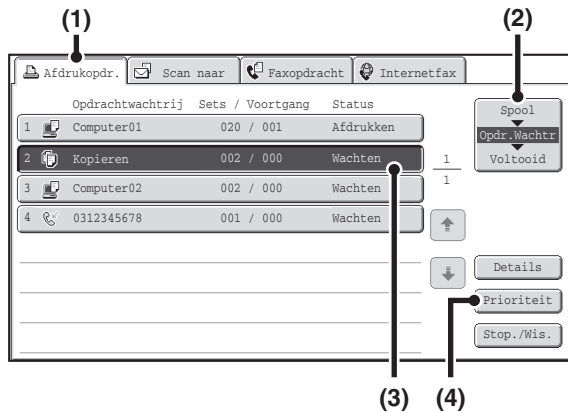 (1) (2)
Afdrukopdr. Scan naar Faxopdracht Internetfax
Opdrachtwachtrij Sets / Voortgang Status
Spool
1 Computer01 020 / 001 Afdrukken
Opdr.Wachtr
2 Kopieren 002 / 000 Wachten
1
Voltooid
3 Computer02 002 / 000 Wachten
1
4 0312345678 001 / 000 Wachten
Details
Prioriteit
Stop./Wis.
(3) (4)